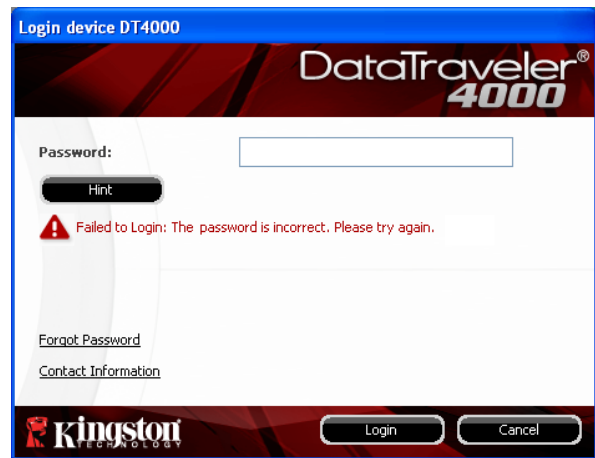 Login device DT4000
DataTraveler®
4000
Password:
Hint
Failed to Login: The password is incorrect. Please try again.
Forgot Password
Contact Information
Kingston
TECHNOLOGY
Login
Cancel